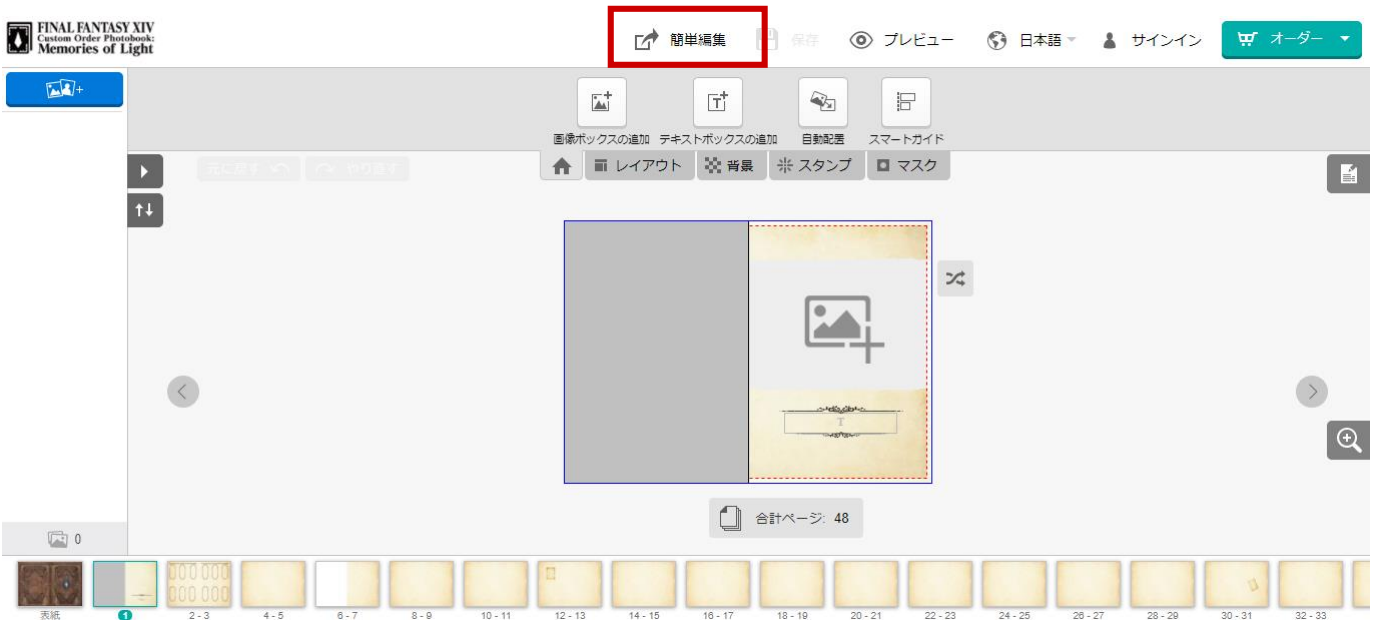 FINAL FANTASY XIV
Custom Order Photobook:
Memories of Light
簡単編集
保存
プレビュー
日本語
サインイン
オーダー
画像ボックスの追加
テキストボックスの追加
自動配置
スマートガイド
元に戻す
やり直す
レイアウト
背景
スタンプ
マスク
T
合計ページ: 48
0
表紙
1
2 - 3
4 - 5
6 - 7
8 - 9
10 - 11
12 - 13
14 - 15
16 - 17
18 - 19
20 - 21
22 - 23
24 - 25
26 - 27
28 - 29
30 - 31
32 - 33